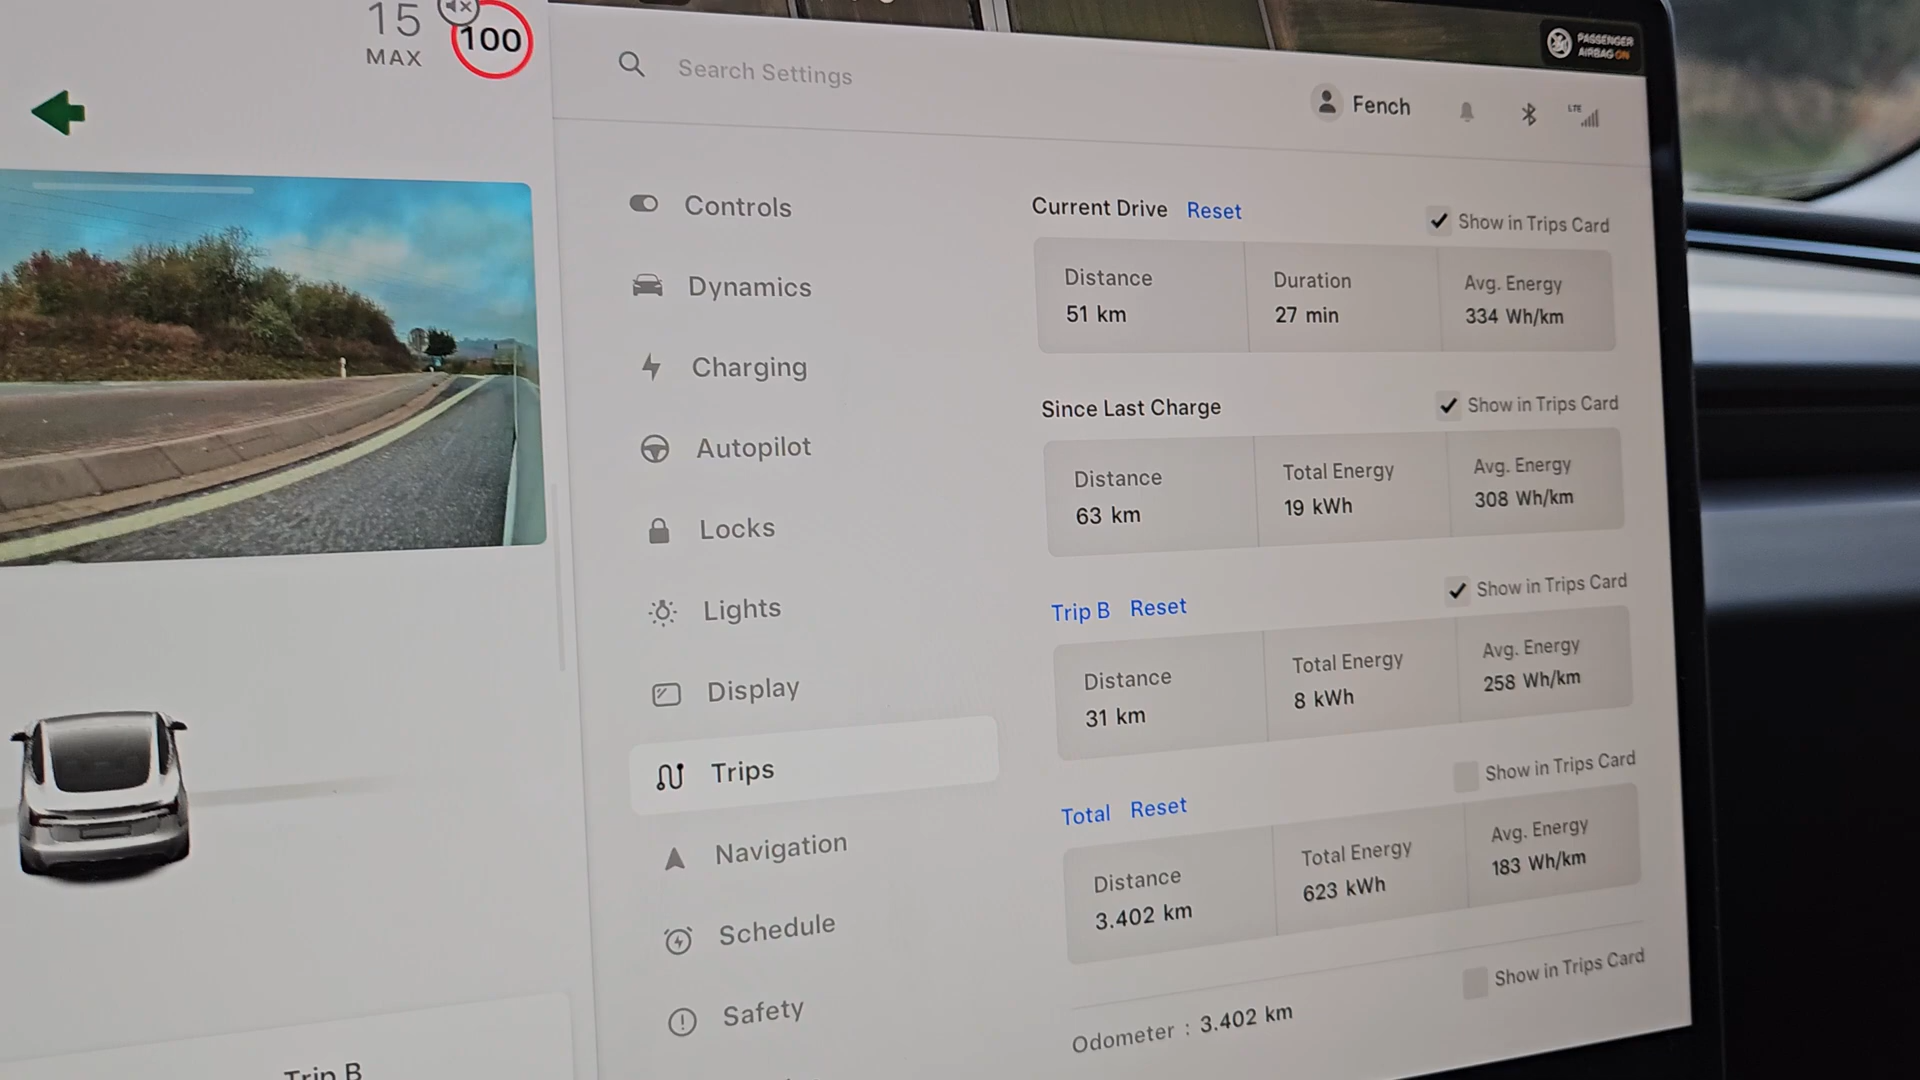 15
MAX
100
PASSENGER
AIRBAG ON
Search Settings
Fench
LTE
Controls
Dynamics
Charging
Autopilot
Locks
Lights
Display
Trips
Navigation
Schedule
Safety
Current Drive Reset
Show in Trips Card
Distance
51 km
Duration
27 min
Avg. Energy
334 Wh/km
Since Last Charge
Show in Trips Card
Distance
63 km
Total Energy
19 kWh
Avg. Energy
308 Wh/km
Trip B Reset
Show in Trips Card
Distance
31 km
Total Energy
8 kWh
Avg. Energy
258 Wh/km
Total Reset
Show in Trips Card
Distance
3.402 km
Total Energy
623 kWh
Avg. Energy
183 Wh/km
Odometer : 3.402 km
Show in Trips Card
Trip B